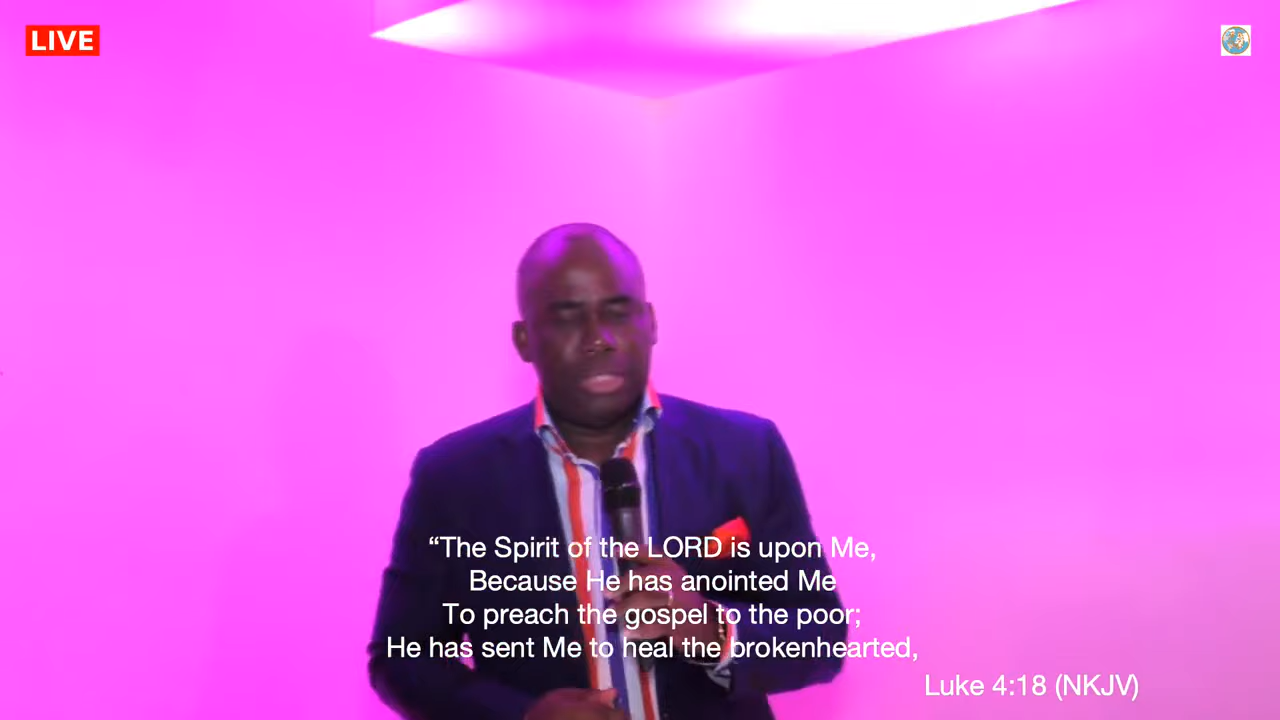 LIVE
“The Spirit of the LORD is upon Me,
Because He has anointed Me
To preach the gospel to the poor;
He has sent Me to heal the brokenhearted,
Luke 4:18 (NKJV)